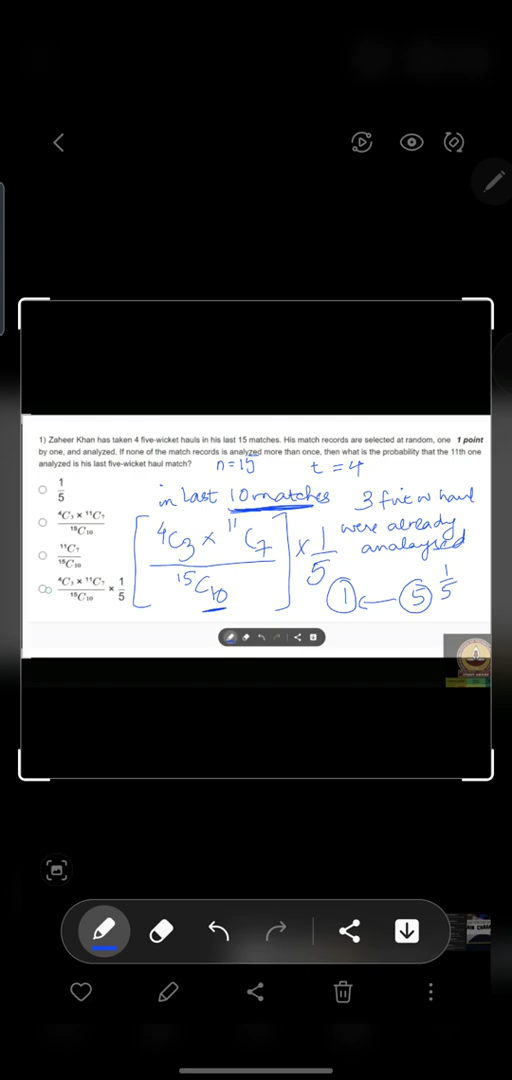 1) Zaheer Khan has taken 4 five-wicket hauls in his last 15 matches. His match records are selected at random, one 1 point
by one, and analyzed. If none of the match records is analyzed more than once, then what is the probability that the 11th one
analyzed is his last five-wicket haul match?
n=15 t=4
1/5
in last 10 matches 3 five w haul
⁴C₃ × ¹¹C₇ / ¹⁵C₁₀
were already
analaysed
[ ⁴C₃ × ¹¹C₇ / ¹⁵C₁₀ ] × 1/5
¹¹C₇ / ¹⁵C₁₀
⁴C₃ × ¹¹C₇ / ¹⁵C₁₀ × 1/5
1 ← 5 1/5